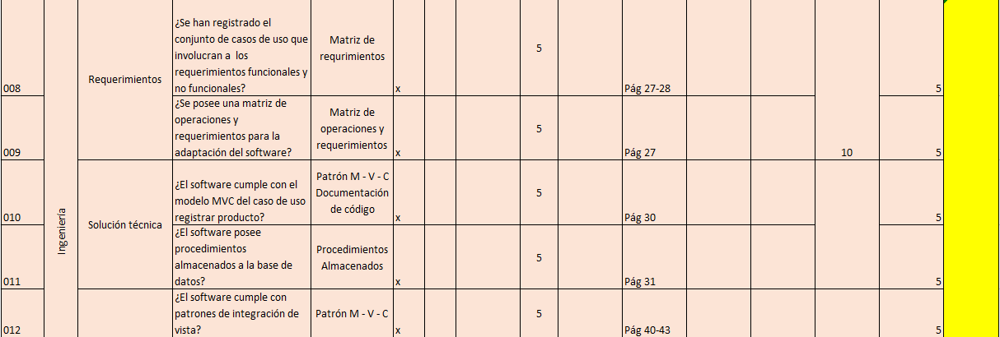 008
Requerimientos
¿Se han registrado el
conjunto de casos de uso que
involucran a los
requerimientos funcionales y
no funcionales?
Matriz de
requrimientos
x
5
Pág 27-28
5
009
¿Se posee una matriz de
operaciones y
requerimientos para la
adaptación del software?
Matriz de
operaciones y
requerimientos
x
5
Pág 27
10
5
Ingeniería
010
Solución técnica
¿El software cumple con el
modelo MVC del caso de uso
registrar producto?
Patrón M - V - C
Documentación
de código
x
5
Pág 30
5
011
¿El software posee
procedimientos
almacenados a la base de
datos?
Procedimientos
Almacenados
x
5
Pág 31
5
012
¿El software cumple con
patrones de integración de
vista?
Patrón M - V - C
x
5
Pág 40-43
5